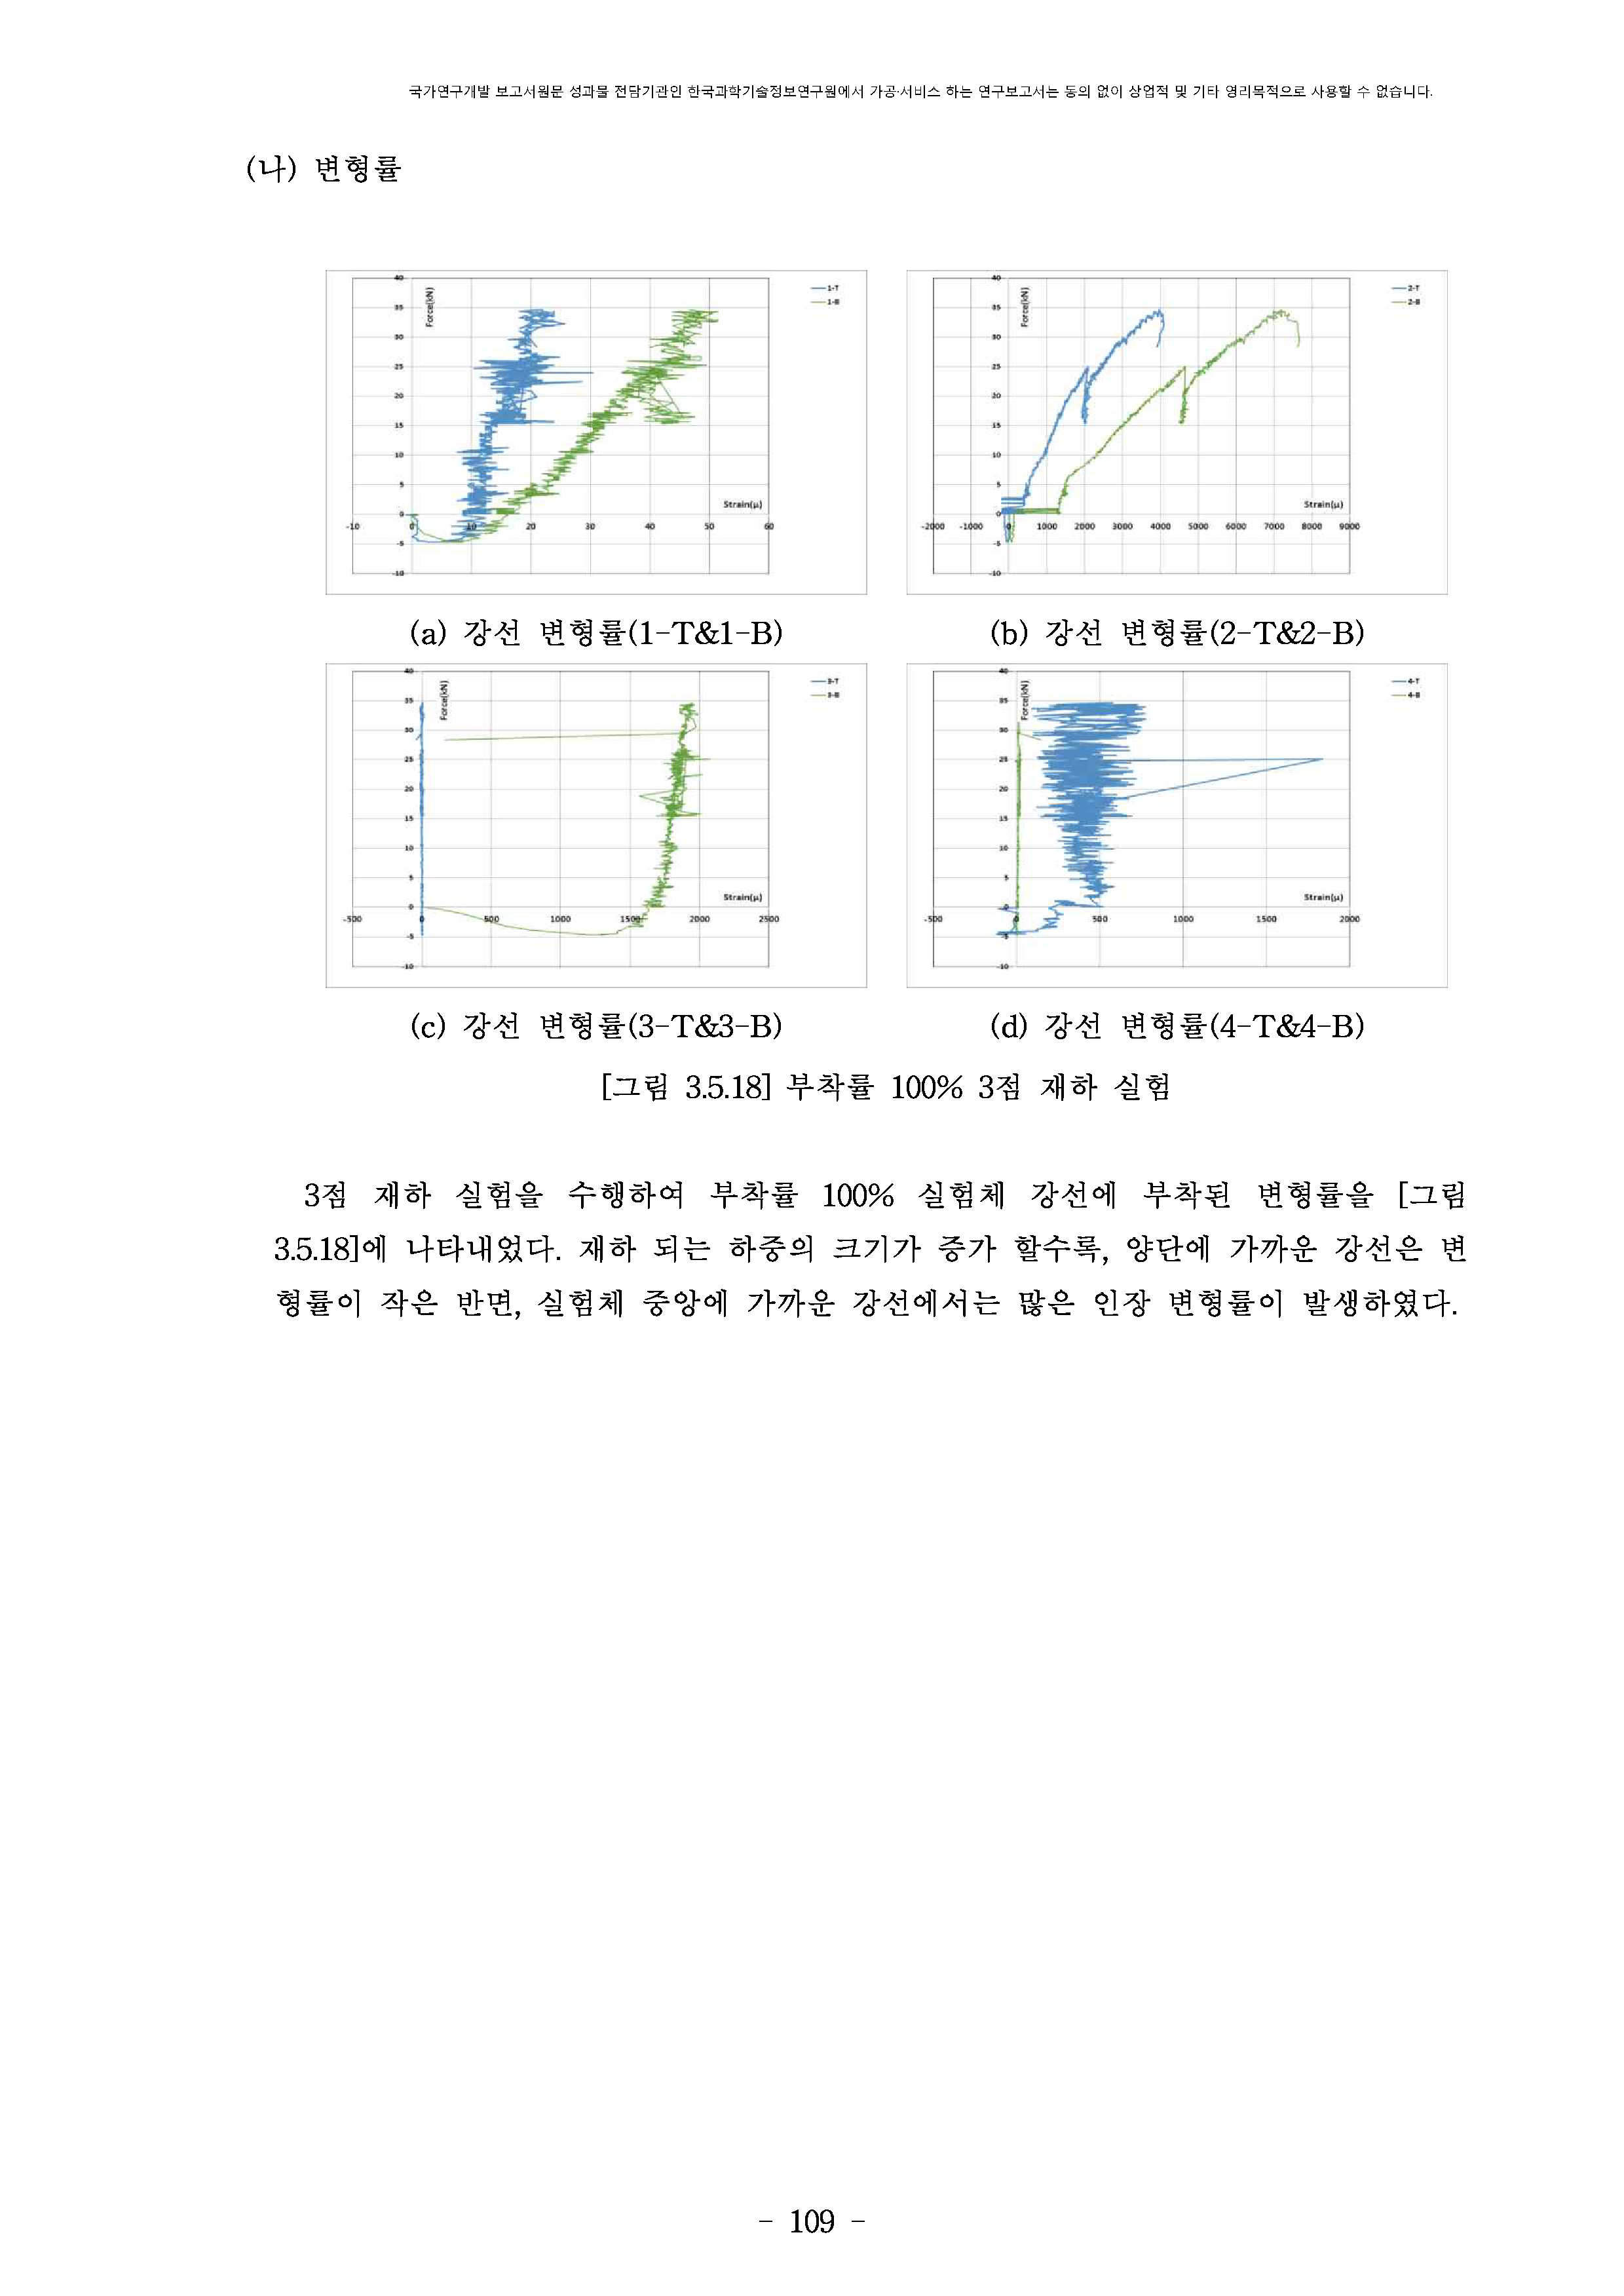 국가연구개발 보고서원문 성과물 전담기관인 한국과학기술정보연구원에서 가공·서비스 하는 연구보고서는 동의 없이 상업적 및 기타 영리목적으로 사용할 수 없습니다.
(나) 변형률
40
35
30
25
20
15
10
5
0
-5
-10
Force(kN)
Strain(μ)
-10 0 10 20 30 40 50 60
1-T
1-B
40
35
30
25
20
15
10
5
0
-5
-10
Force(kN)
Strain(μ)
-2000 -1000 0 1000 2000 3000 4000 5000 6000 7000 8000 9000
2-T
2-B
(a) 강선 변형률(1-T&1-B)
(b) 강선 변형률(2-T&2-B)
40
35
30
25
20
15
10
5
0
-5
-10
Force(kN)
Strain(μ)
-500 0 500 1000 1500 2000 2500
3-T
3-B
40
35
30
25
20
15
10
5
0
-5
-10
Force(kN)
Strain(μ)
-500 0 500 1000 1500 2000
4-T
4-B
(c) 강선 변형률(3-T&3-B)
(d) 강선 변형률(4-T&4-B)
[그림 3.5.18] 부착률 100% 3점 재하 실험
3점 재하 실험을 수행하여 부착률 100% 실험체 강선에 부착된 변형률을 [그림
3.5.18]에 나타내었다. 재하 되는 하중의 크기가 증가 할수록, 양단에 가까운 강선은 변
형률이 작은 반면, 실험체 중앙에 가까운 강선에서는 많은 인장 변형률이 발생하였다.
- 109 -